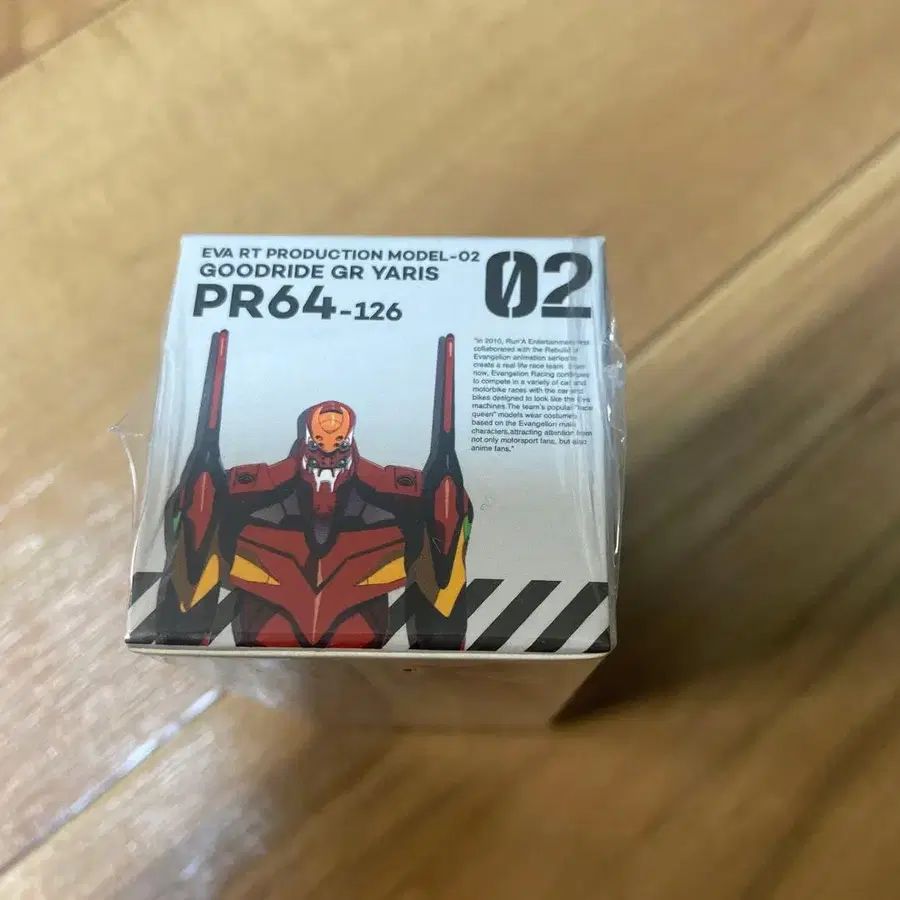 EVA RT PRODUCTION MODEL-02
GOODRIDE GR YARIS
PR64-126
02
"In 2010, Run'A Entertainment first
collaborated with the Rebuild of
Evangelion animation series to
create a real life race team.
now, Evangelion Racing continues
to compete in a variety of car and
motorbike races with the car and
bikes designed to look like the Eva
machines.The team's popular "race
queen" models wear costumes
based on the Evangelion main
characters,attracting attention from
not only motorsport fans, but also
anime fans."